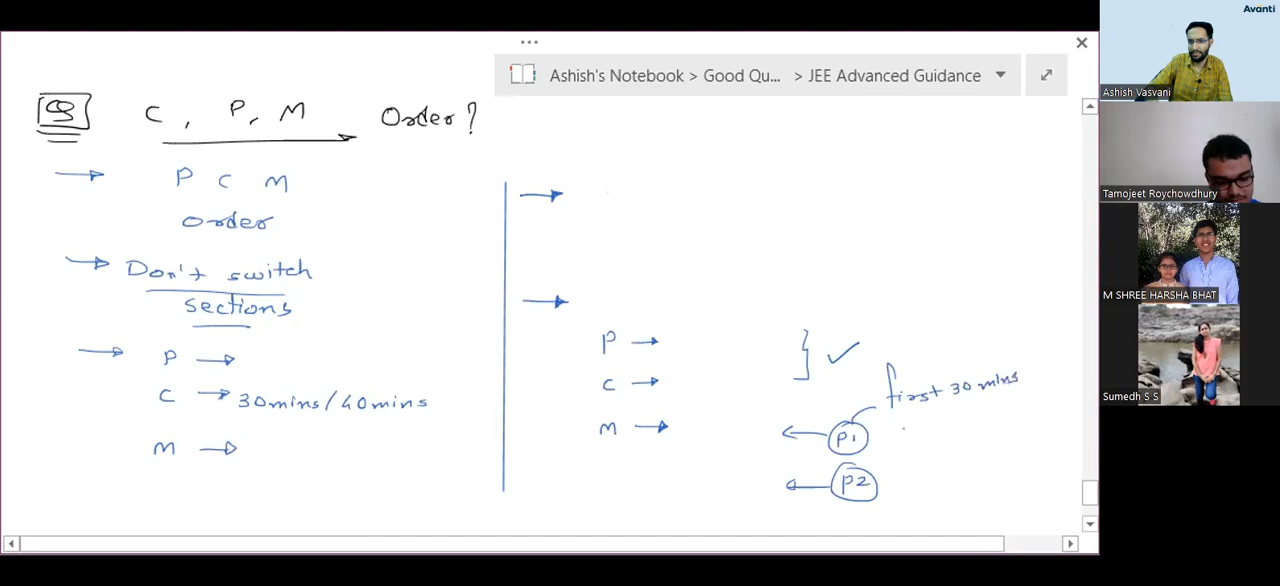 Avanti
...
Ashish's Notebook > Good Qu... > JEE Advanced Guidance
Ashish Vasvani
C, P, M Order?
P C M
order
Don't switch
sections
P →
C → 30mins/40mins
M →
P →
C →
M →
first 30 mins
P1
P2
Tamojeet Roychowdhury
M SHREE HARSHA BHAT
Sumedh S S